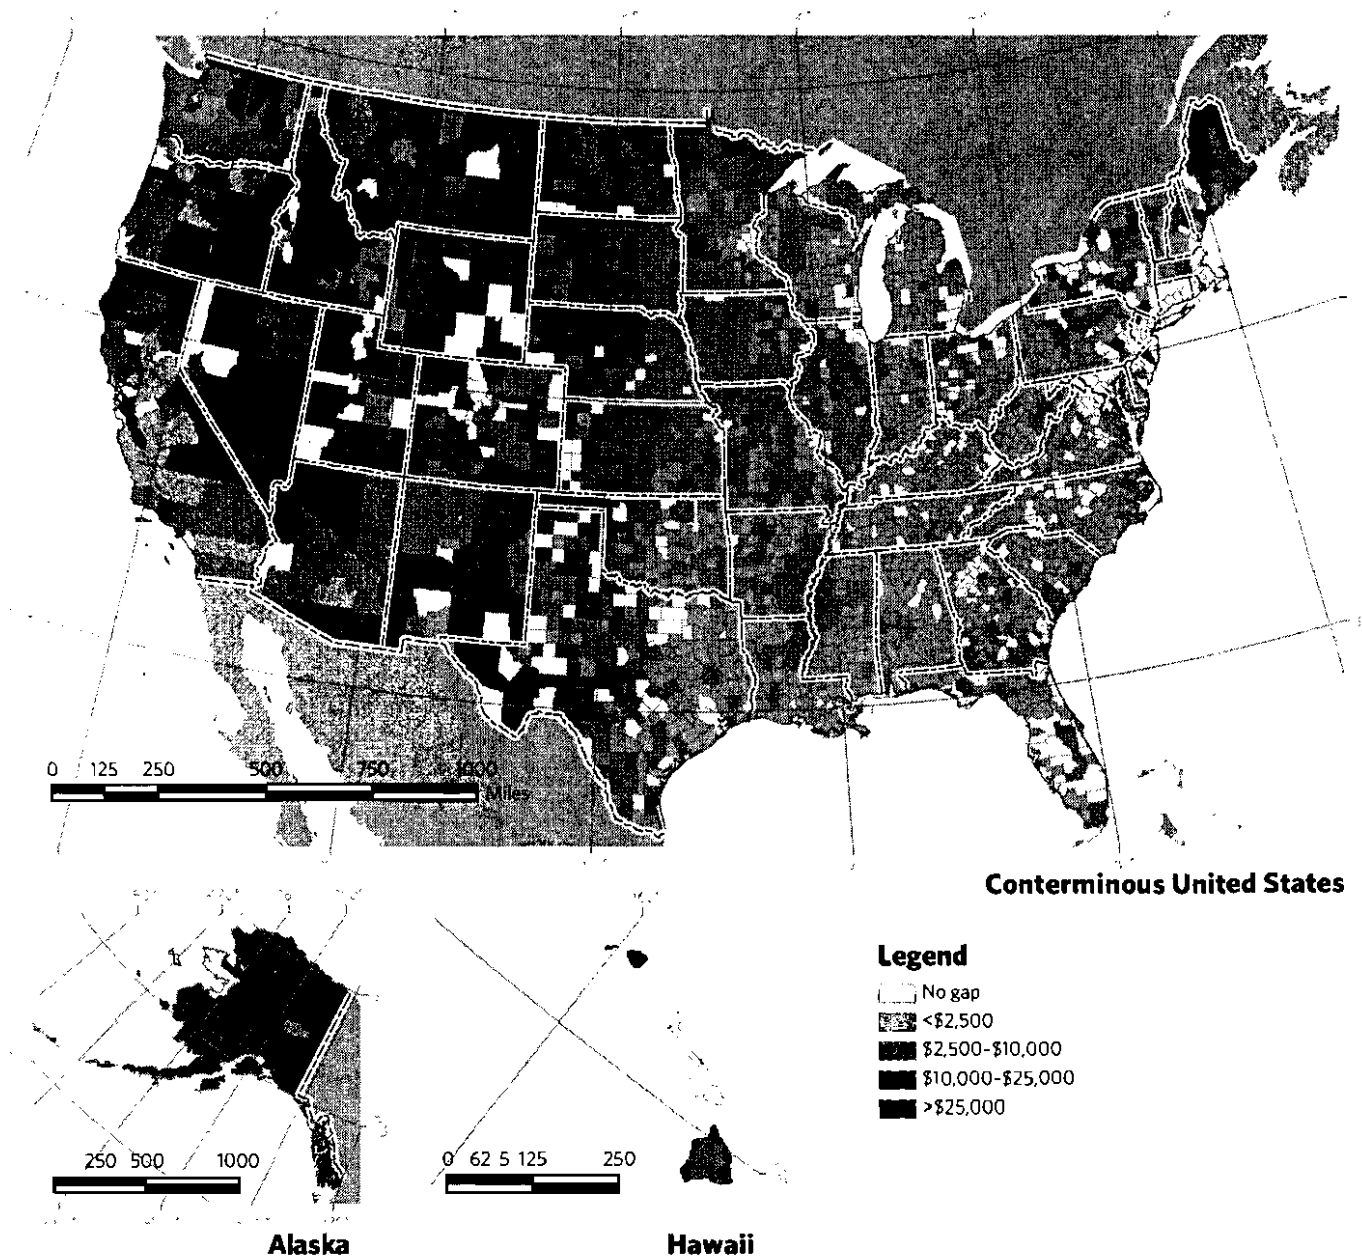 0 125 250 500 750 1000
Miles
Conterminous United States
Legend
No gap
<$2,500
$2,500-$10,000
$10,000-$25,000
>$25,000
250 500 1000
0 62 5 125 250
Alaska
Hawaii